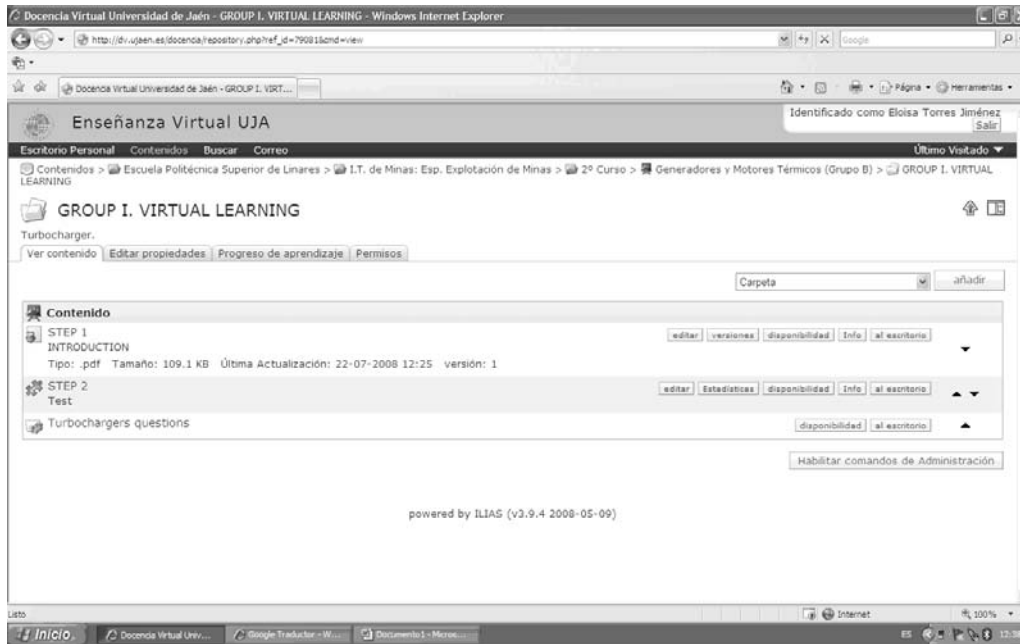 Docencia Virtual Universidad de Jaén - GROUP I. VIRTUAL LEARNING - Windows Internet Explorer
http://dv.ujaen.es/docencia/repository.php?ref_id=79081&cmd=view
Google
Docencia Virtual Universidad de Jaén - GROUP I. VIRT...
Página
Herramientas
Enseñanza Virtual UJA
Identificado como Eloisa Torres Jiménez
Salir
Escritorio Personal Contenidos Buscar Correo Último Visitado
Contenidos > Escuela Politécnica Superior de Linares > I.T. de Minas: Esp. Explotación de Minas > 2º Curso > Generadores y Motores Térmicos (Grupo B) > GROUP I. VIRTUAL
LEARNING
GROUP I. VIRTUAL LEARNING
Turbocharger.
Ver contenido Editar propiedades Progreso de aprendizaje Permisos
Carpeta añadir
Contenido
STEP 1
editar versiones disponibilidad Info al escritorio
INTRODUCTION
Tipo: .pdf Tamaño: 109.1 KB Última Actualización: 22-07-2008 12:25 versión: 1
STEP 2
editar Estadísticas disponibilidad Info al escritorio
Test
Turbochargers questions disponibilidad al escritorio
Habilitar comandos de Administración
powered by ILIAS (v3.9.4 2008-05-09)
Listo Internet 100%
Inicio Docencia Virtual Univ... Google Traductor - W... Documento1 - Micros... ES